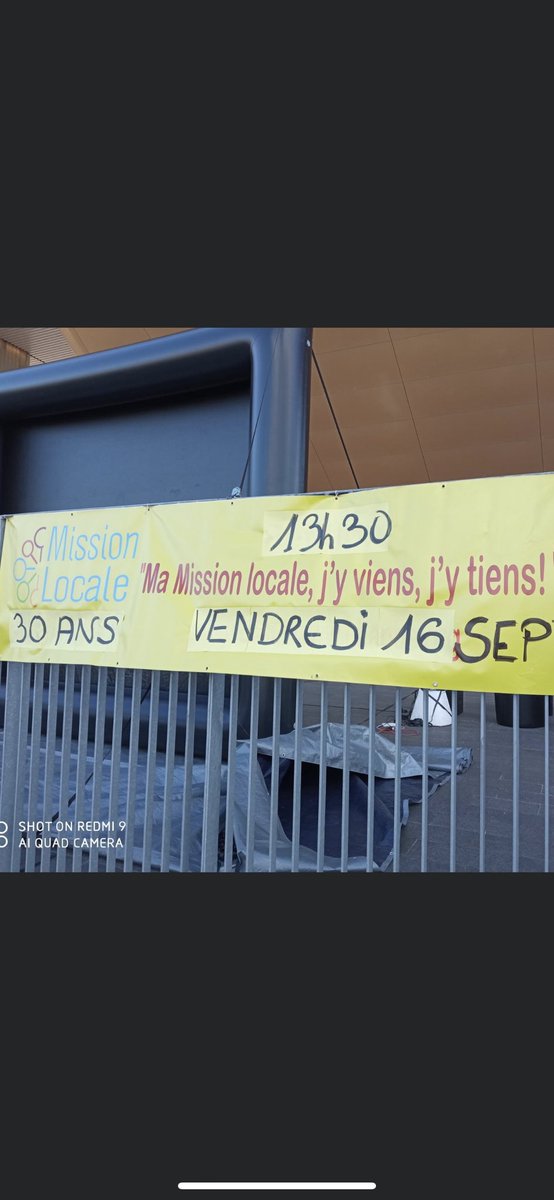 Mission
Locale
13h30
"Ma Mission locale, j'y viens, j'y tiens!"
30 ANS
VENDREDI 16 SEPT
SHOT ON REDMI 9
AI QUAD CAMERA